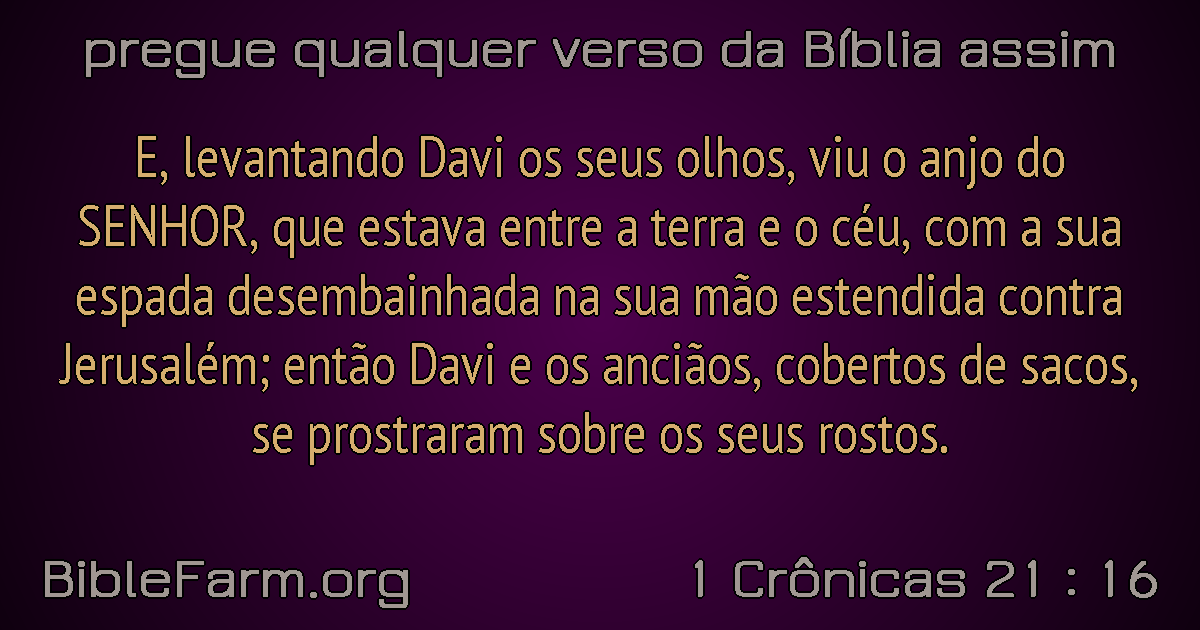 pregue qualquer verso da Bíblia assim
E, levantando Davi os seus olhos, viu o anjo do
SENHOR, que estava entre a terra e o céu, com a sua
espada desembainhada na sua mão estendida contra
Jerusalém; então Davi e os anciãos, cobertos de sacos,
se prostraram sobre os seus rostos.
BibleFarm.org
1 Crônicas 21 : 16